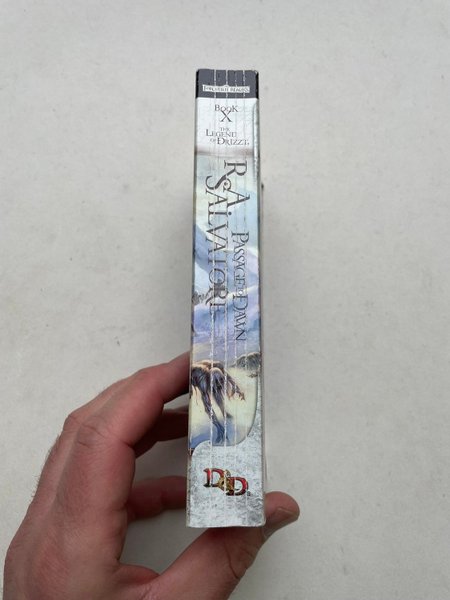 FORGOTTEN REALMS
BOOK
X
THE
LEGEND
OF DRIZZT
R.A.
SALVATORE
PASSAGE TO DAWN
D&D